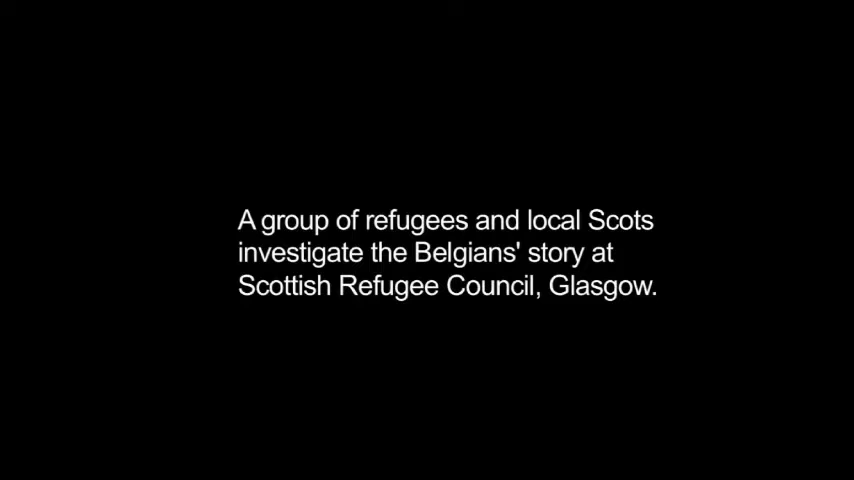 A group of refugees and local Scots
investigate the Belgians' story at
Scottish Refugee Council, Glasgow.